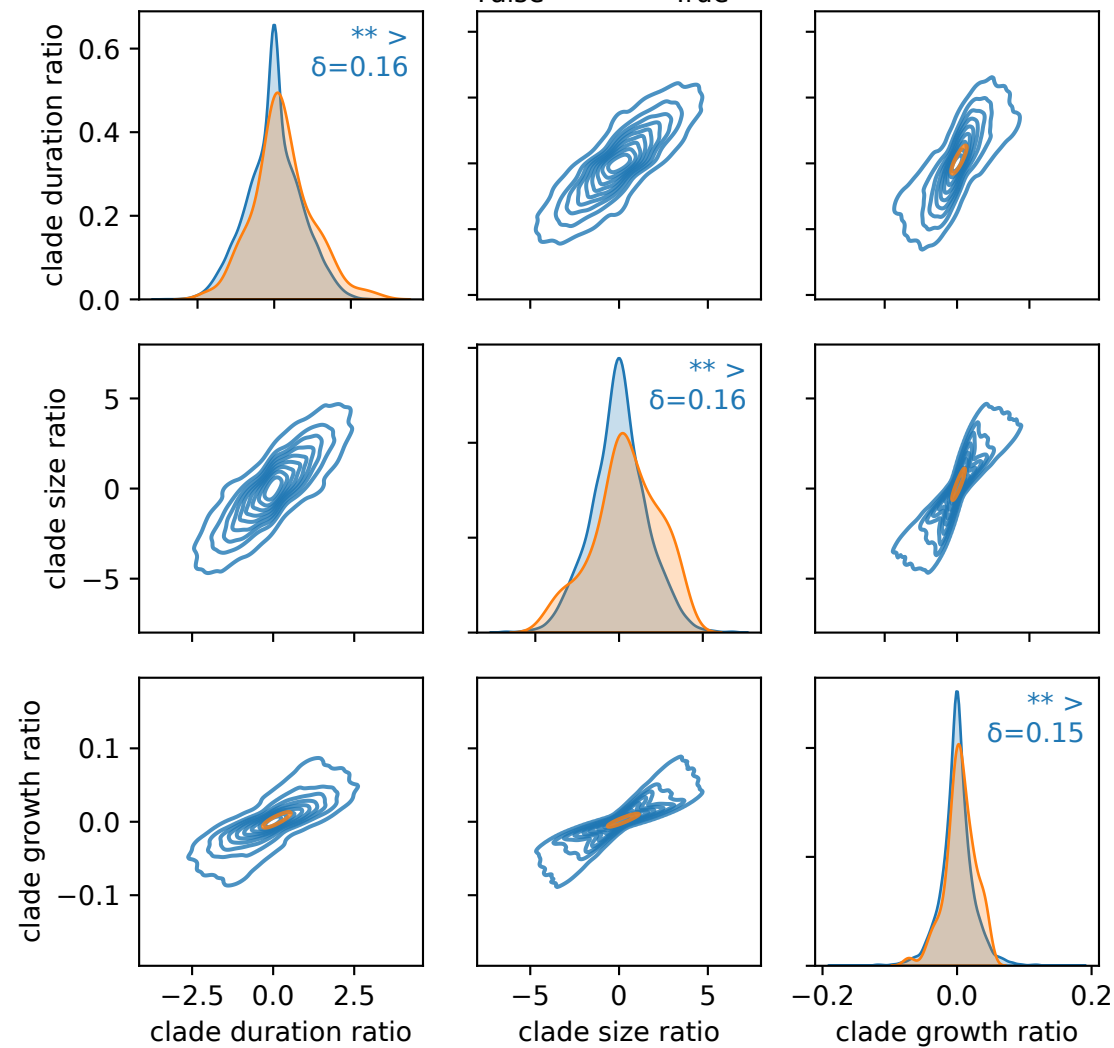 clade duration ratio
0.6
0.4
0.2
0.0
** >
δ=0.16
clade size ratio
5
0
−5
** >
δ=0.16
clade growth ratio
0.1
0.0
−0.1
** >
δ=0.15
−2.5 0.0 2.5
−5 0 5
−0.2 0.0 0.2
clade duration ratio
clade size ratio
clade growth ratio